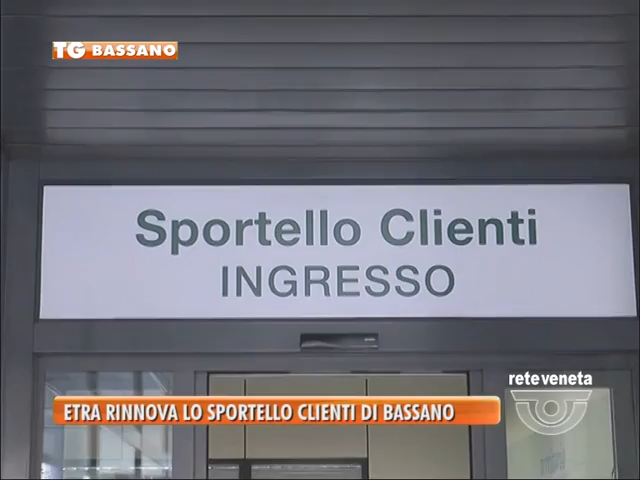 TG BASSANO
Sportello Clienti
INGRESSO
reteveneta
ETRA RINNOVA LO SPORTELLO CLIENTI DI BASSANO